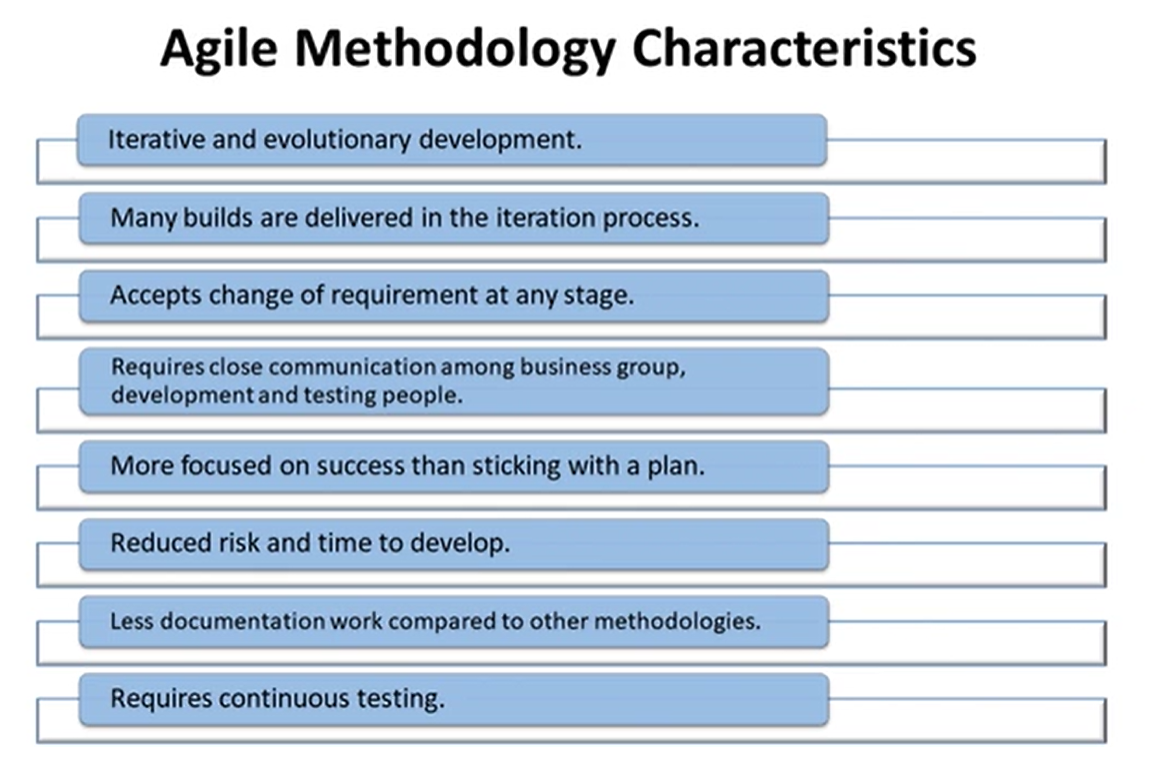 Agile Methodology Characteristics
Iterative and evolutionary development.
Many builds are delivered in the iteration process.
Accepts change of requirement at any stage.
Requires close communication among business group,
development and testing people.
More focused on success than sticking with a plan.
Reduced risk and time to develop.
Less documentation work compared to other methodologies.
Requires continuous testing.